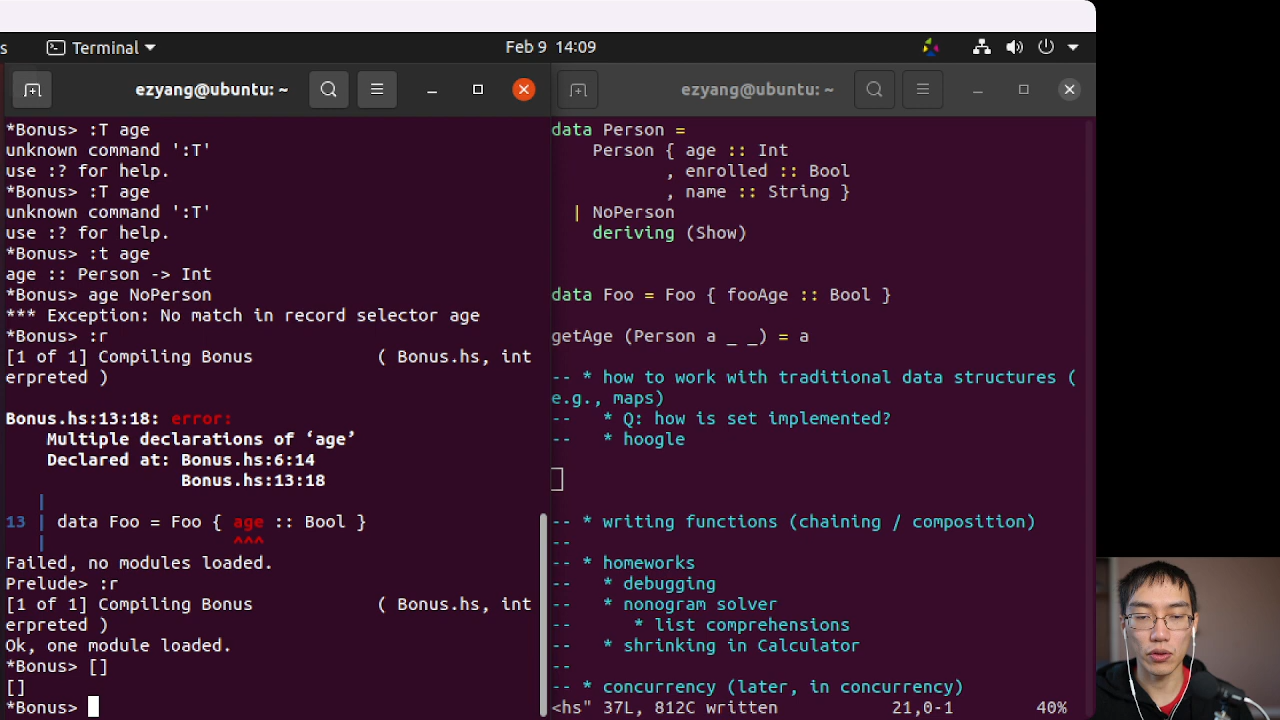 s Terminal Feb 9 14:09
ezyang@ubuntu: ~
*Bonus> :T age
unknown command ':T'
use :? for help.
*Bonus> :T age
unknown command ':T'
use :? for help.
*Bonus> :t age
age :: Person -> Int
*Bonus> age NoPerson
*** Exception: No match in record selector age
*Bonus> :r
[1 of 1] Compiling Bonus            ( Bonus.hs, int
erpreted )
Bonus.hs:13:18: error:
    Multiple declarations of ‘age’
    Declared at: Bonus.hs:6:14
                 Bonus.hs:13:18
   |
13 | data Foo = Foo { age :: Bool }
   |                  ^^^
Failed, no modules loaded.
Prelude> :r
[1 of 1] Compiling Bonus            ( Bonus.hs, int
erpreted )
Ok, one module loaded.
*Bonus> []
[]
*Bonus>
ezyang@ubuntu: ~
data Person =
    Person { age :: Int
           , enrolled :: Bool
           , name :: String }
  | NoPerson
    deriving (Show)
data Foo = Foo { fooAge :: Bool }
getAge (Person a _ _) = a
-- * how to work with traditional data structures (
e.g., maps)
--   * Q: how is set implemented?
--   * hoogle
-- * writing functions (chaining / composition)
--
-- * homeworks
--   * debugging
--   * nonogram solver
--      * list comprehensions
--   * shrinking in Calculator
--
-- * concurrency (later, in concurrency)
<hs" 37L, 812C written 21,0-1 40%